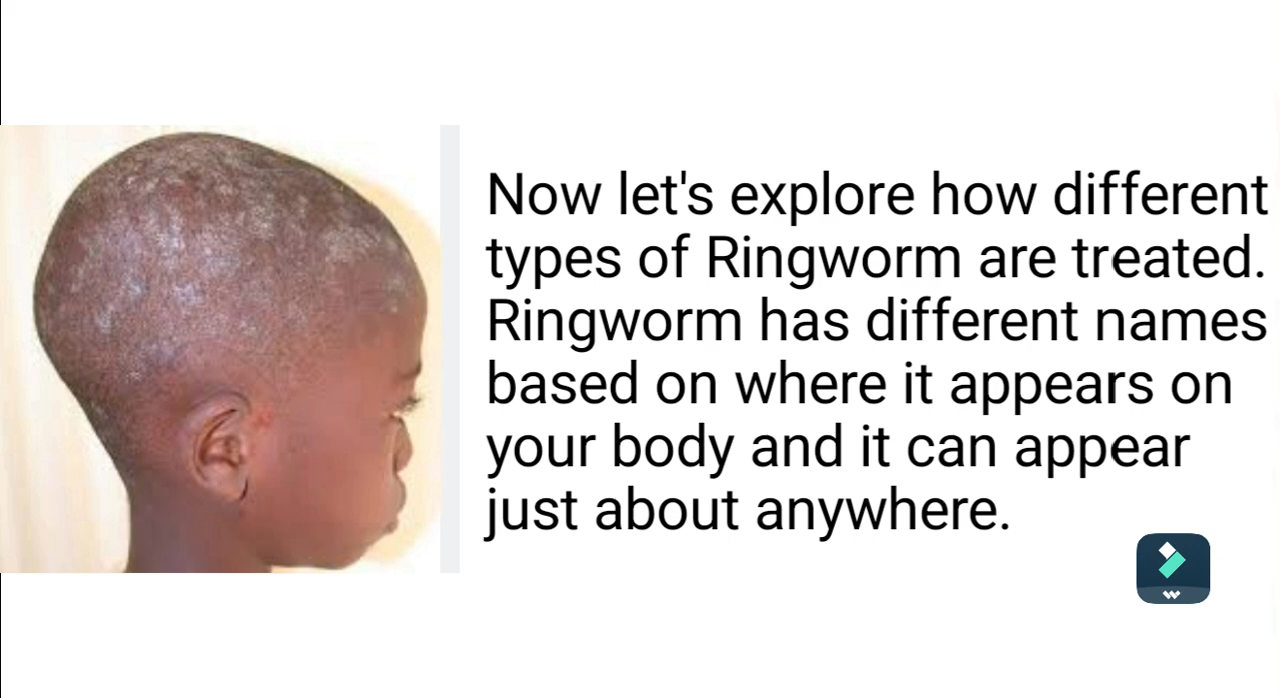 Now let's explore how different
types of Ringworm are treated.
Ringworm has different names
based on where it appears on
your body and it can appear
just about anywhere.